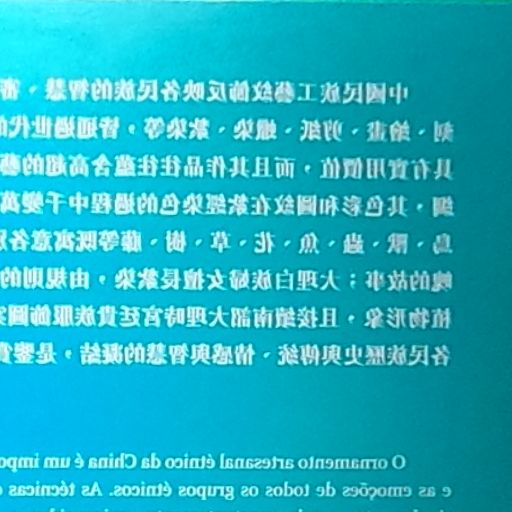 中國民族工藝紋飾反映各民族的智慧、審
刻、繪畫、剪紙、蠟染、紮染等，皆通過世代的
具有實用價值，而且其作品往往蘊含高超的藝
綢，其色彩和圖紋在紮經染色的過程中千變萬
鳥、獸、蟲、魚、花、草、樹、藤等既寓意各
魄的故事；大理白族婦女擅長紮染，由規則的
植物形象，且接續南詔大理時宮廷貴族服飾圖
各民族歷史與傳統、情感與智慧的凝結，是鑒
O ornamento artesanal étnico da China é um impo
e as emoções de todos os grupos étnicos. As técnicas